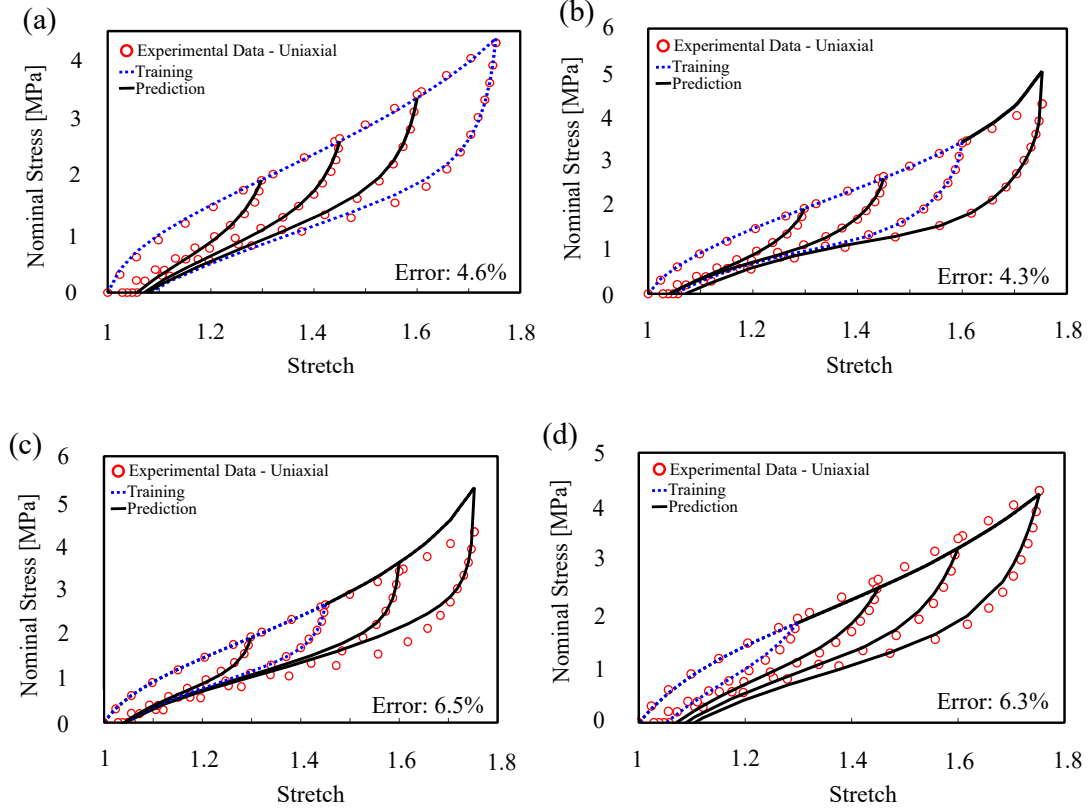 (a)
Nominal Stress [MPa]
4
3
2
1
0
Experimental Data - Uniaxial
Training
Prediction
Error: 4.6%
1 1.2 1.4 1.6 1.8
Stretch
(b)
Nominal Stress [MPa]
6
5
4
3
2
1
0
Experimental Data - Uniaxial
Training
Prediction
Error: 4.3%
1 1.2 1.4 1.6 1.8
Stretch
(c)
Nominal Stress [MPa]
6
5
4
3
2
1
0
Experimental Data - Uniaxial
Training
Prediction
Error: 6.5%
1 1.2 1.4 1.6 1.8
Stretch
(d)
Nominal Stress [MPa]
5
4
3
2
1
0
Experimental Data - Uniaxial
Training
Prediction
Error: 6.3%
1 1.2 1.4 1.6 1.8
Stretch